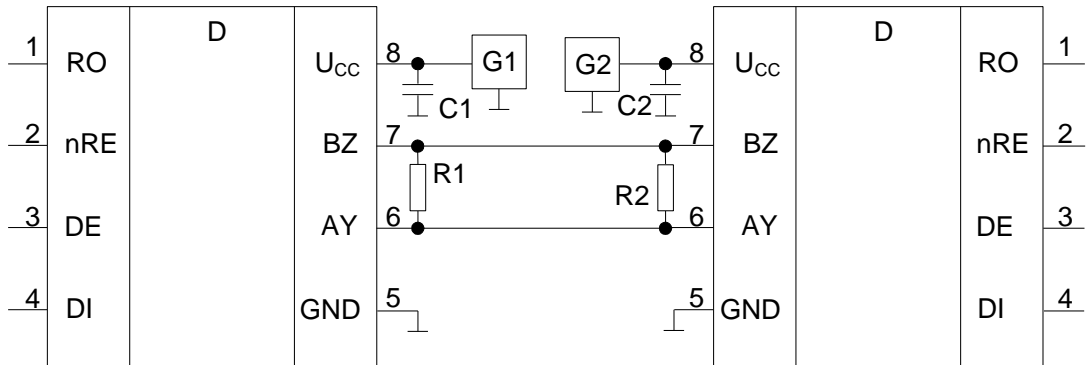 D D
1 RO U_CC 8 G1 G2 8 U_CC RO 1
C1 C2
2 nRE BZ 7 7 BZ nRE 2
R1 R2
3 DE AY 6 6 AY DE 3
4 DI GND 5 5 GND DI 4